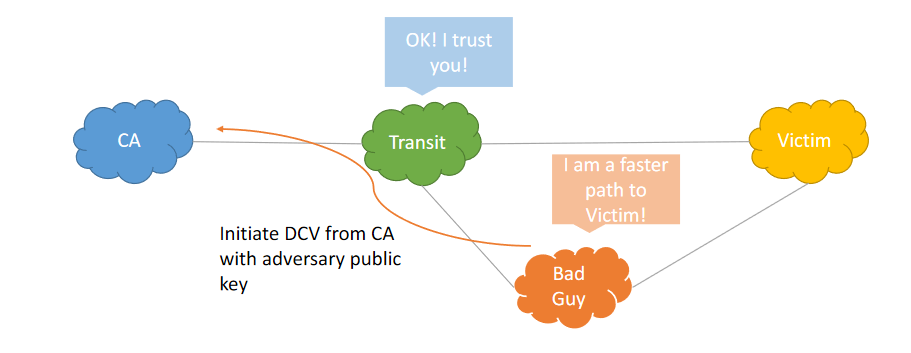 OK! I trust
you!
CA
Transit
Victim
I am a faster
path to
Victim!
Initiate DCV from CA
with adversary public
key
Bad
Guy